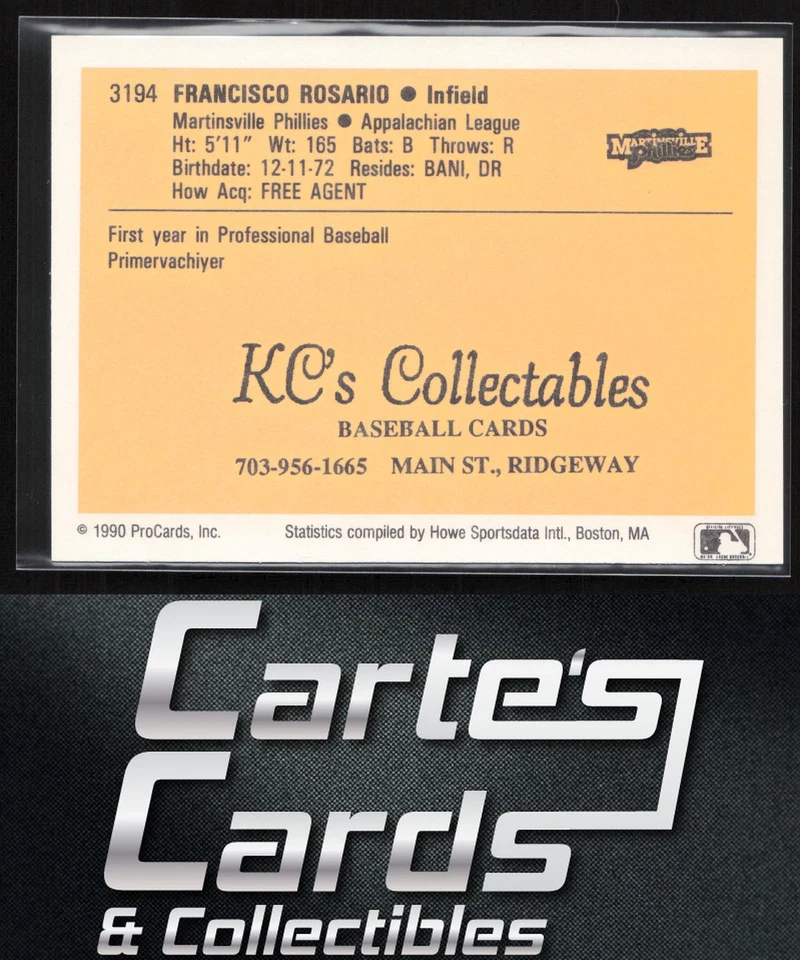 3194 FRANCISCO ROSARIO ● Infield
Martinsville Phillies ● Appalachian League
Ht: 5'11" Wt: 165 Bats: B Throws: R
Birthdate: 12-11-72 Resides: BANI, DR
How Acq: FREE AGENT
MARTINSVILLE
Phillies
First year in Professional Baseball
Primervachiyer
KC's Collectables
BASEBALL CARDS
703-956-1665 MAIN ST., RIDGEWAY
© 1990 ProCards, Inc. Statistics compiled by Howe Sportsdata Intl., Boston, MA
Carte's
Cards
& Collectibles